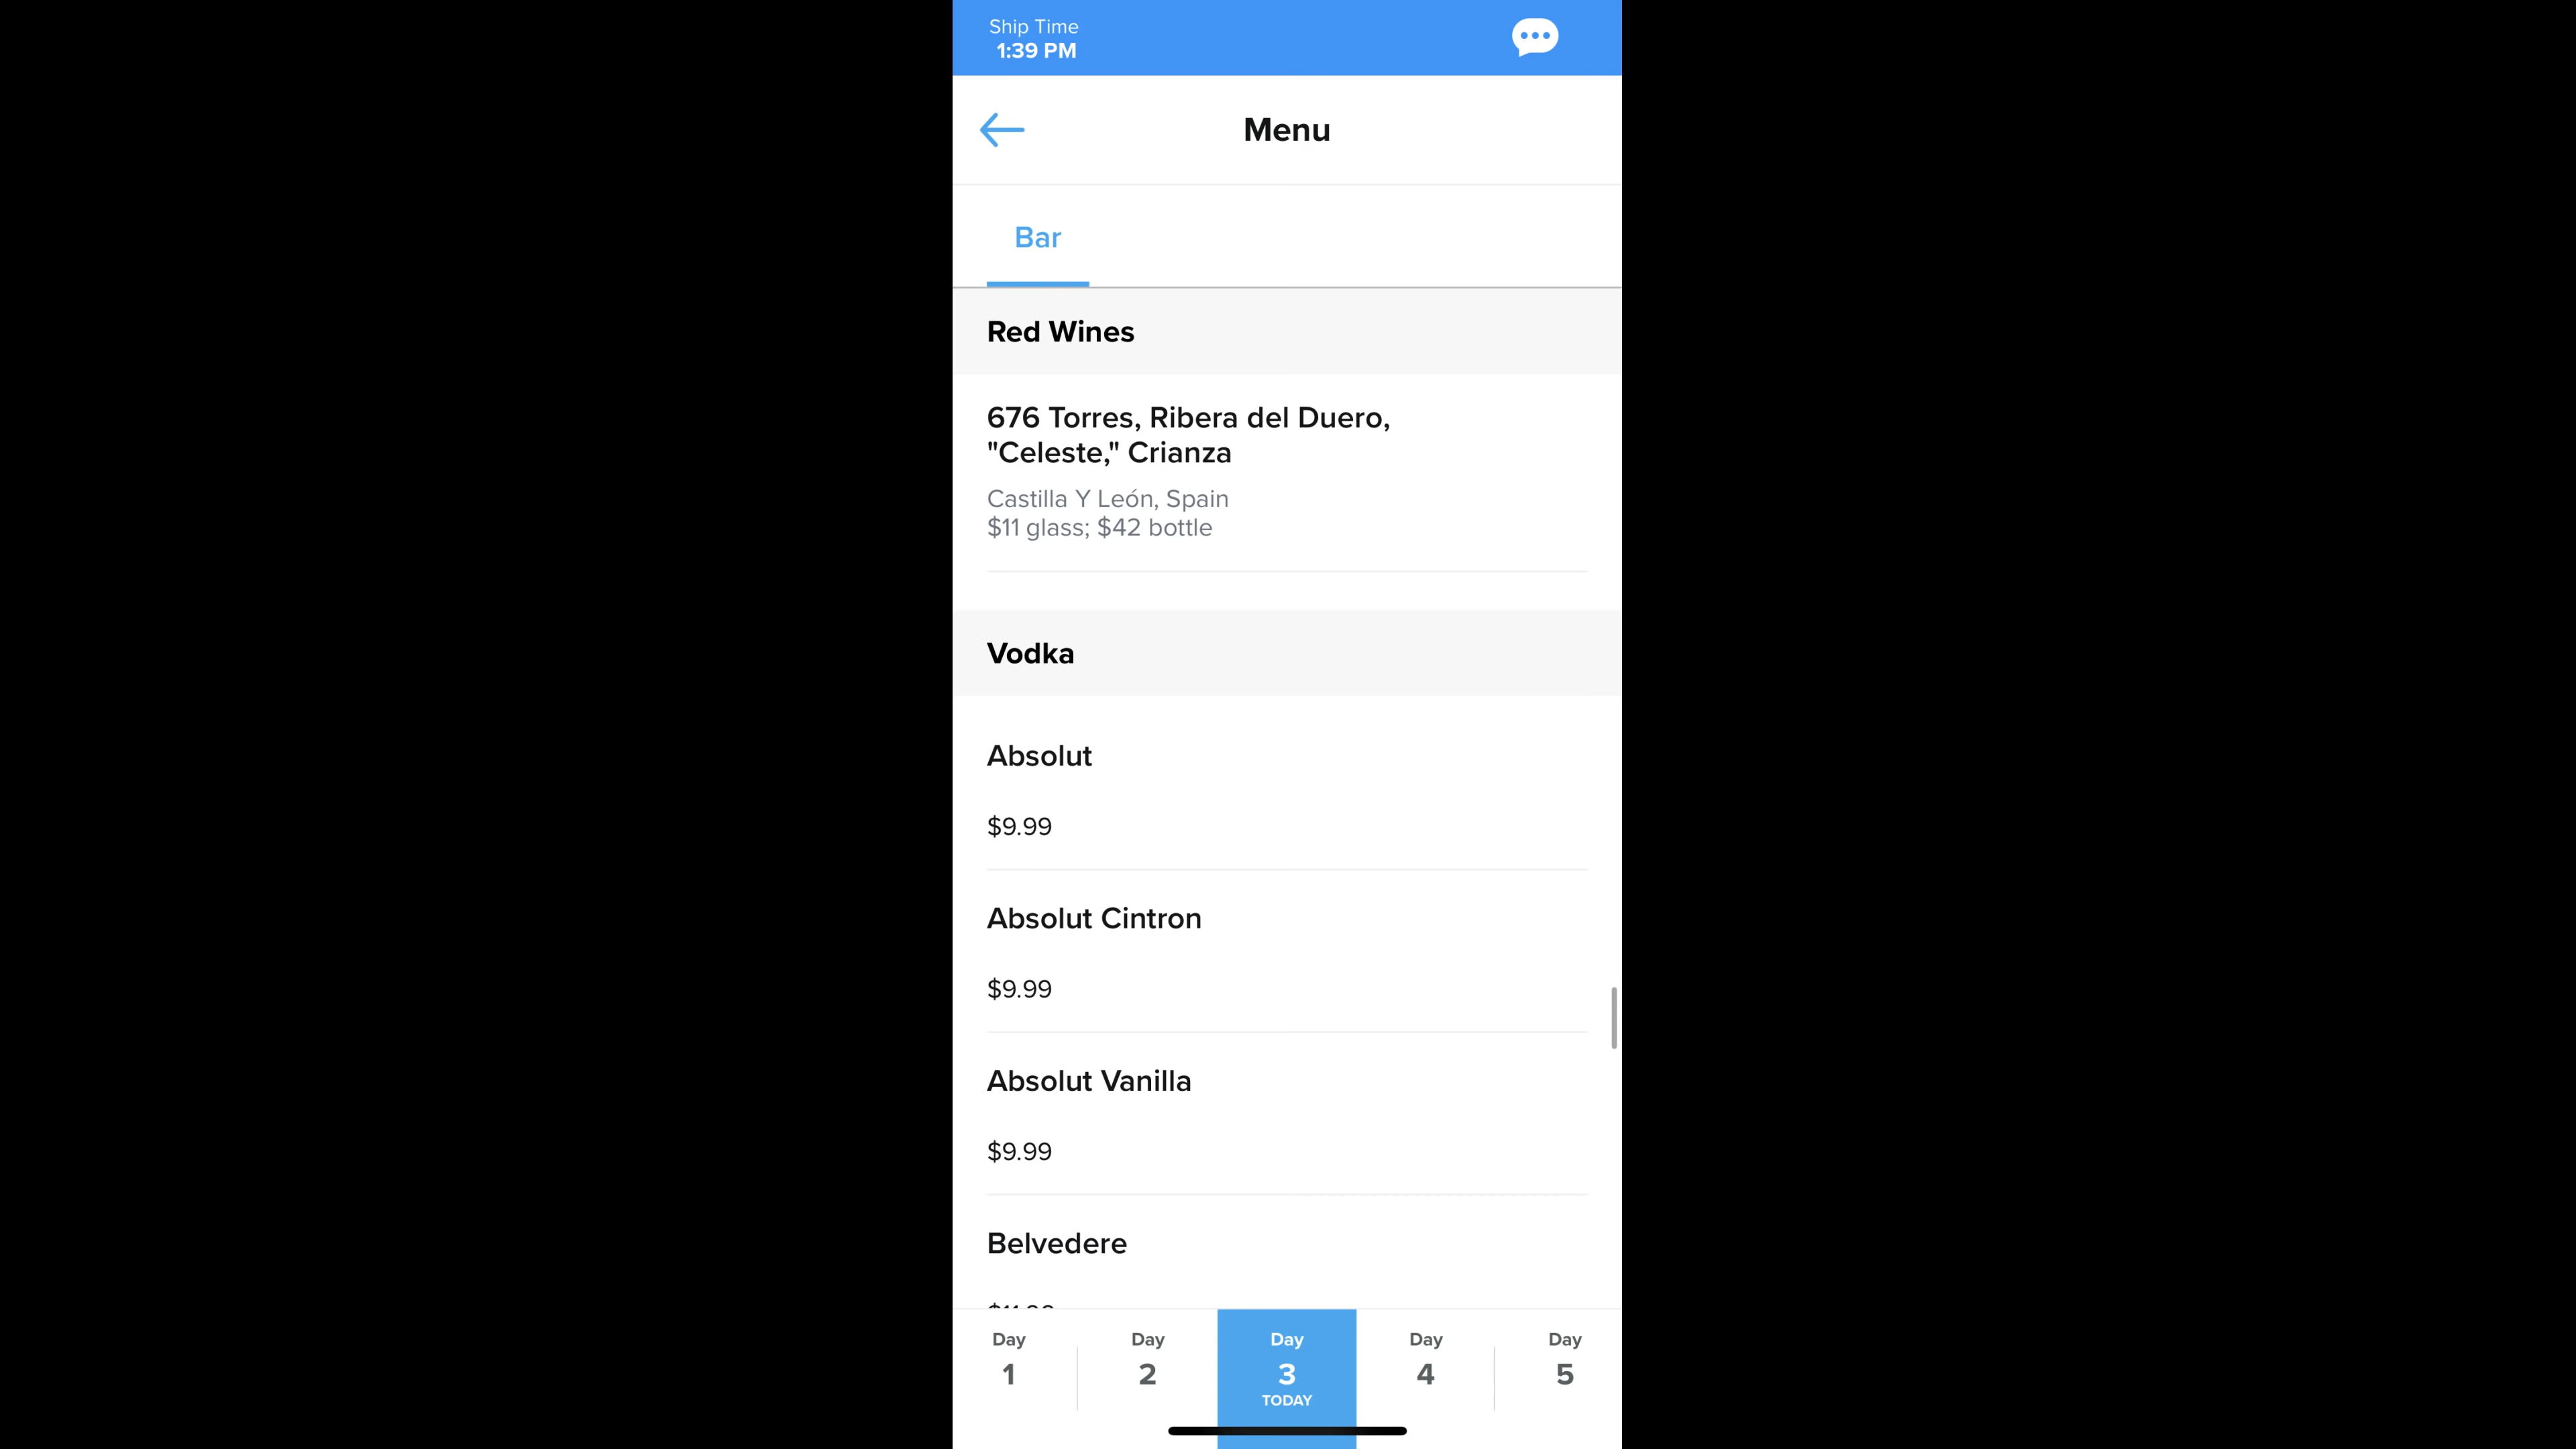 Ship Time
1:39 PM
Menu
Bar
Red Wines
676 Torres, Ribera del Duero,
"Celeste," Crianza
Castilla Y León, Spain
$11 glass; $42 bottle
Vodka
Absolut
$9.99
Absolut Cintron
$9.99
Absolut Vanilla
$9.99
Belvedere
Day
1
Day
2
Day
3
TODAY
Day
4
Day
5